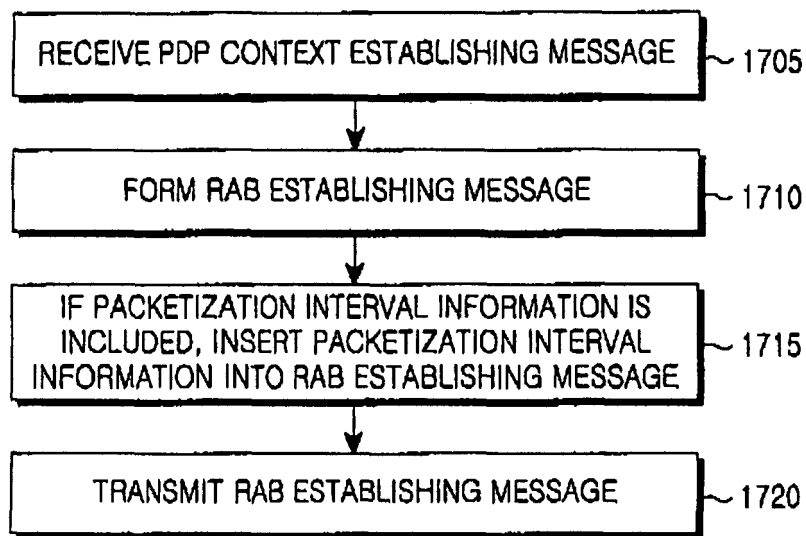 RECEIVE PDP CONTEXT ESTABLISHING MESSAGE
1705
FORM RAB ESTABLISHING MESSAGE
1710
IF PACKETIZATION INTERVAL INFORMATION IS
INCLUDED, INSERT PACKETIZATION INTERVAL
INFORMATION INTO RAB ESTABLISHING MESSAGE
1715
TRANSMIT RAB ESTABLISHING MESSAGE
1720